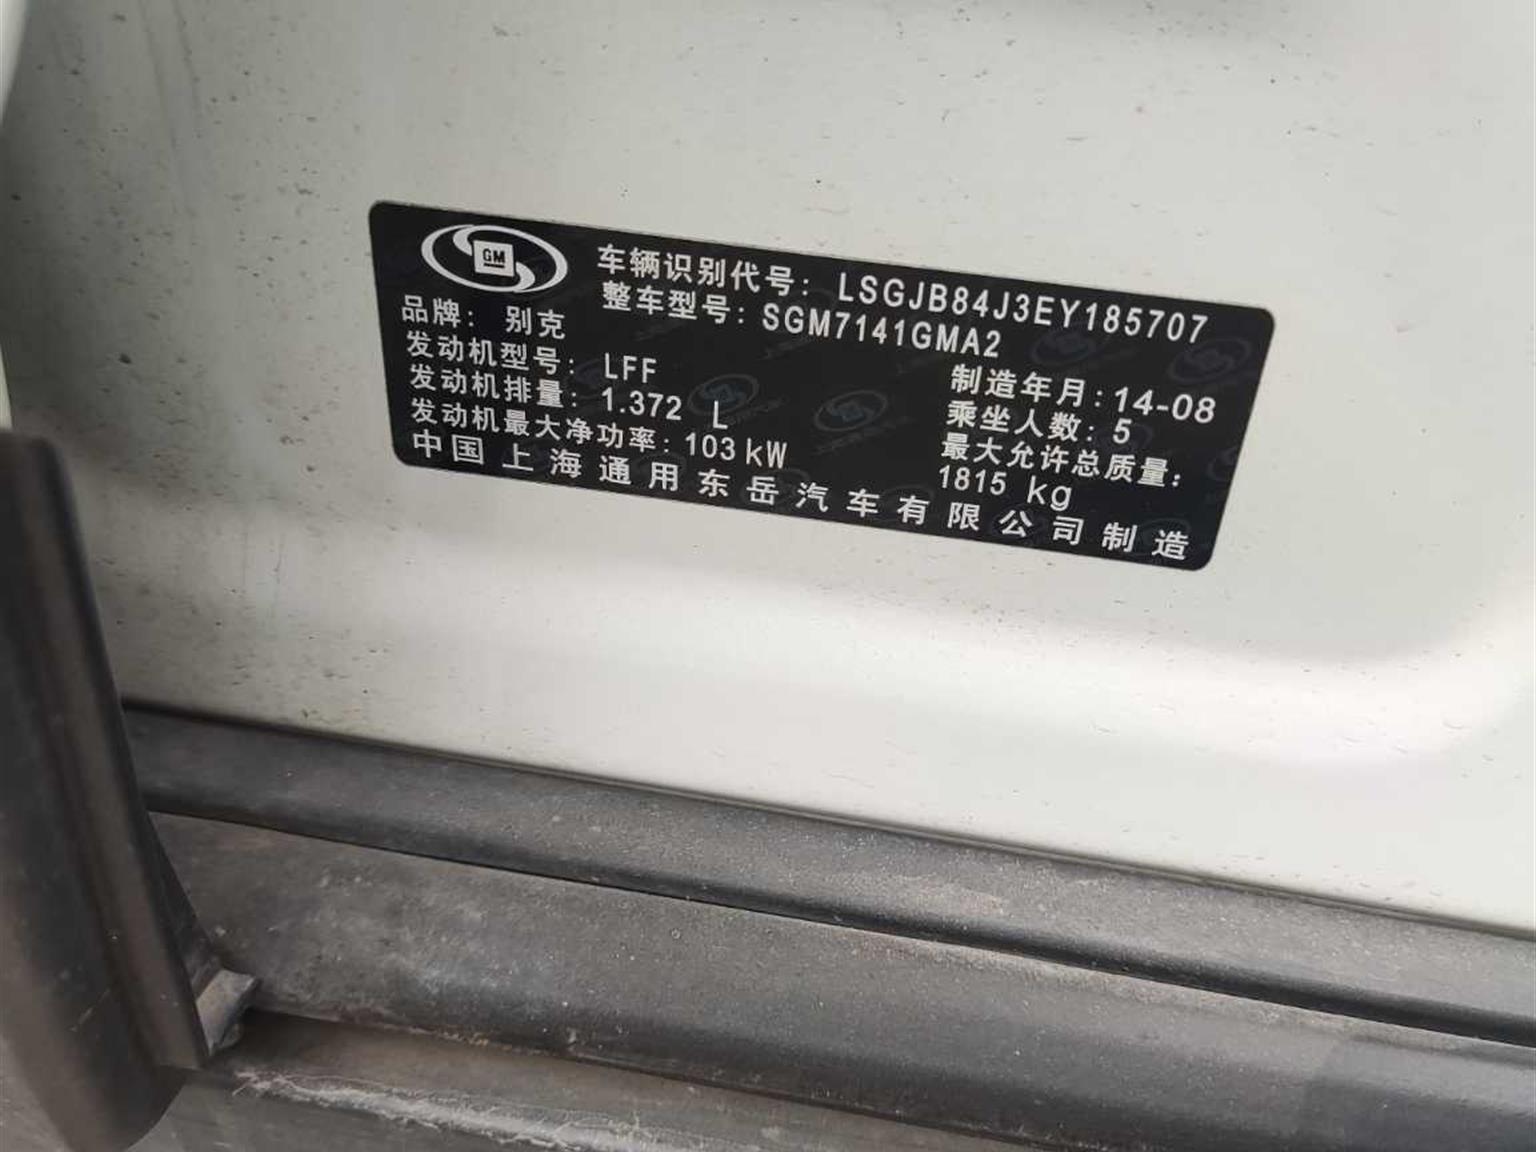 GM
车辆识别代号: LSGJB84J3EY185707
整车型号: SGM7141GMA2
品牌: 别克
发动机型号: LFF
发动机排量: 1.372 L
发动机最大净功率: 103 kW
制造年月: 14-08
乘坐人数: 5
最大允许总质量:
1815 kg
中国上海通用东岳汽车有限公司制造